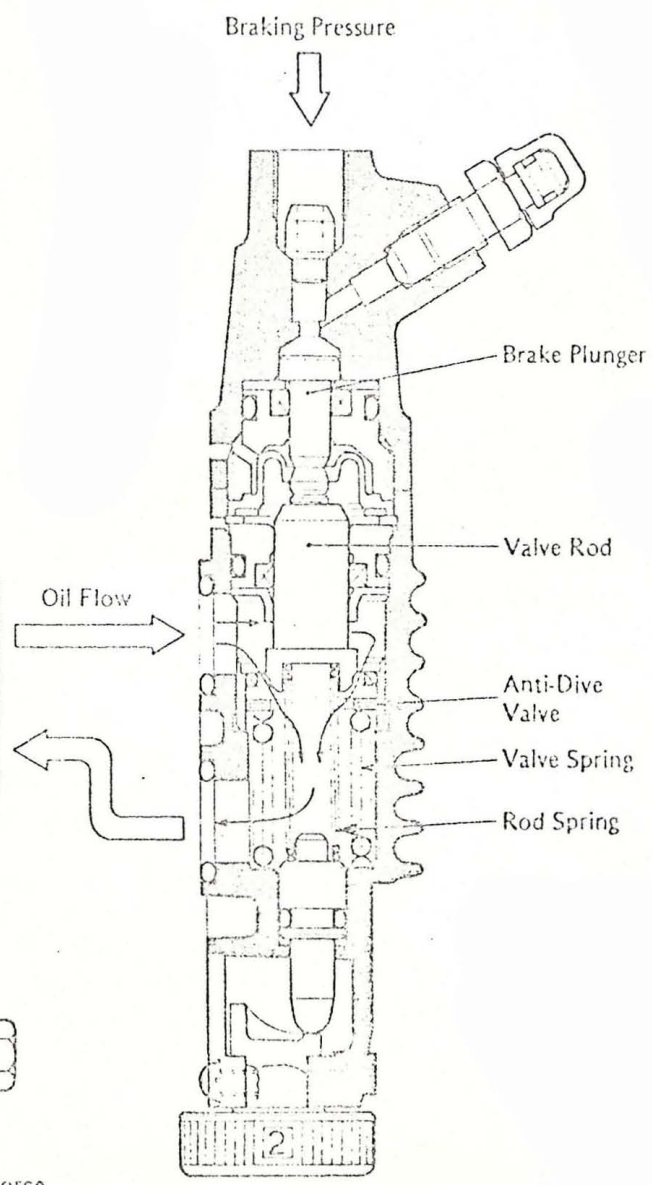 Braking Pressure
Brake Plunger
Valve Rod
Oil Flow
Anti-Dive
Valve
Valve Spring
Rod Spring
2